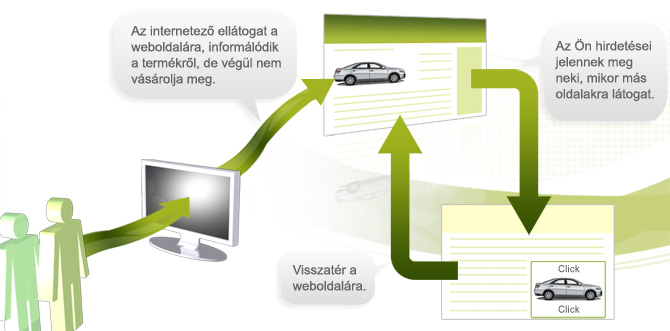 Az internetező ellátogat a
weboldalára, informálódik
a termékről, de végül nem
vásárolja meg.
Az Ön hirdetései
jelennek meg
neki, mikor más
oldalakra látogat.
Visszatér a
weboldalára.
Click
Click